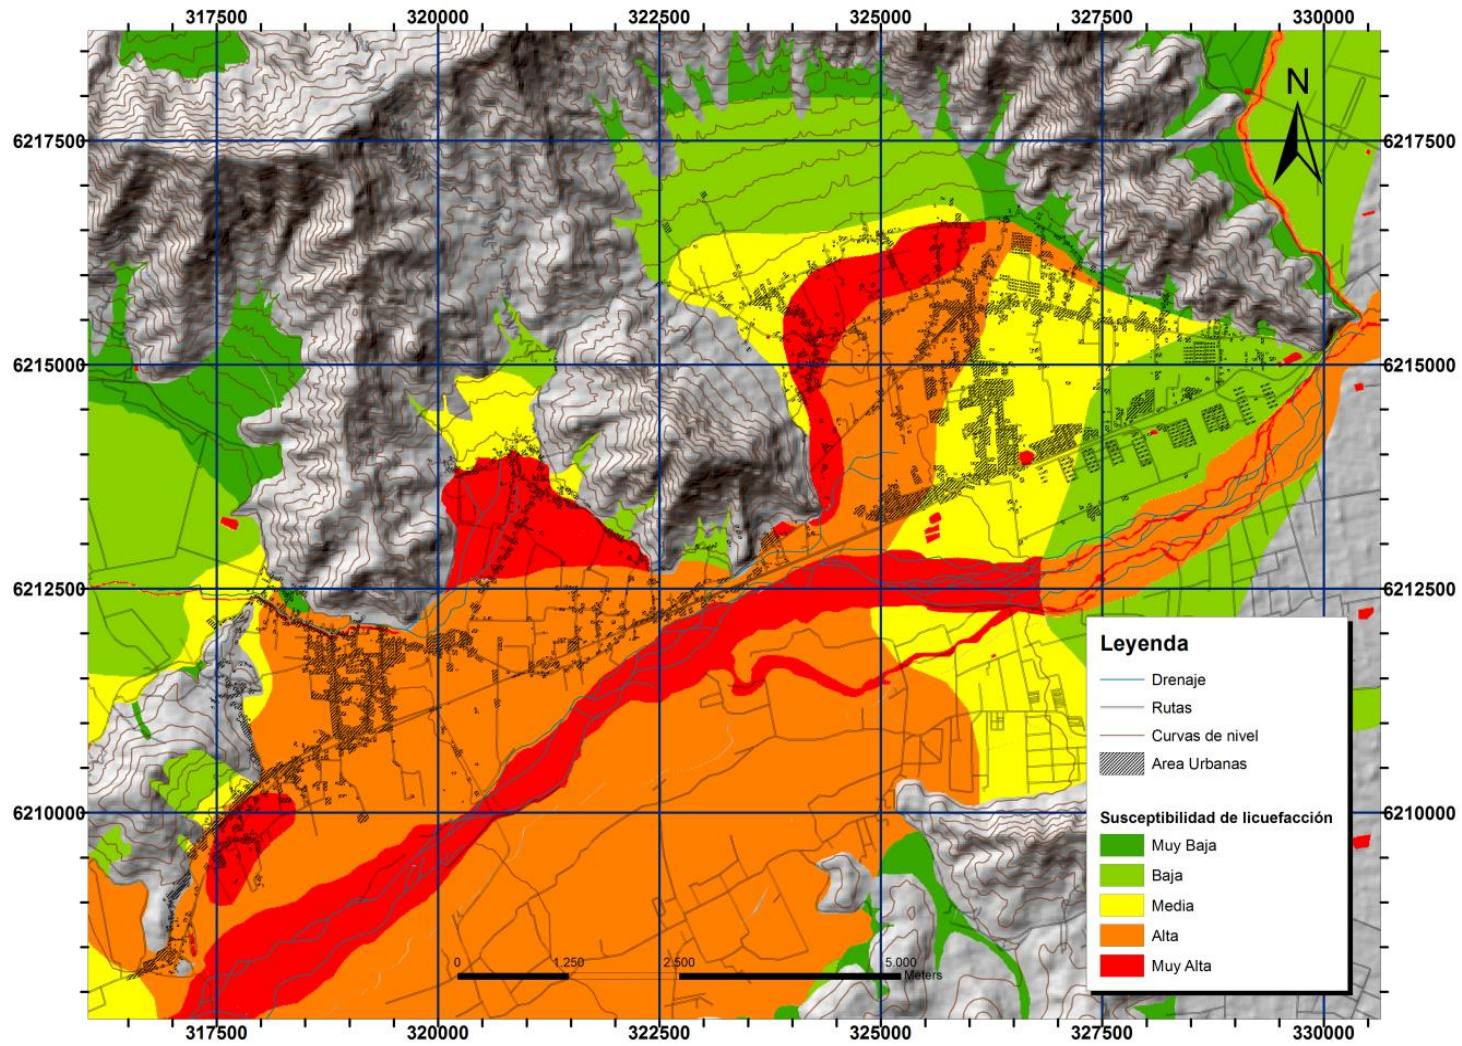 317500 320000 322500 325000 327500 330000
N
6217500 6217500
6215000 6215000
6212500 6212500
Leyenda
Drenaje
Rutas
Curvas de nivel
Area Urbanas
6210000 6210000
Susceptibilidad de licuefacción
Muy Baja
Baja
Media
Alta
Muy Alta
0 1.250 2.500 5.000
Meters
317500 320000 322500 325000 327500 330000